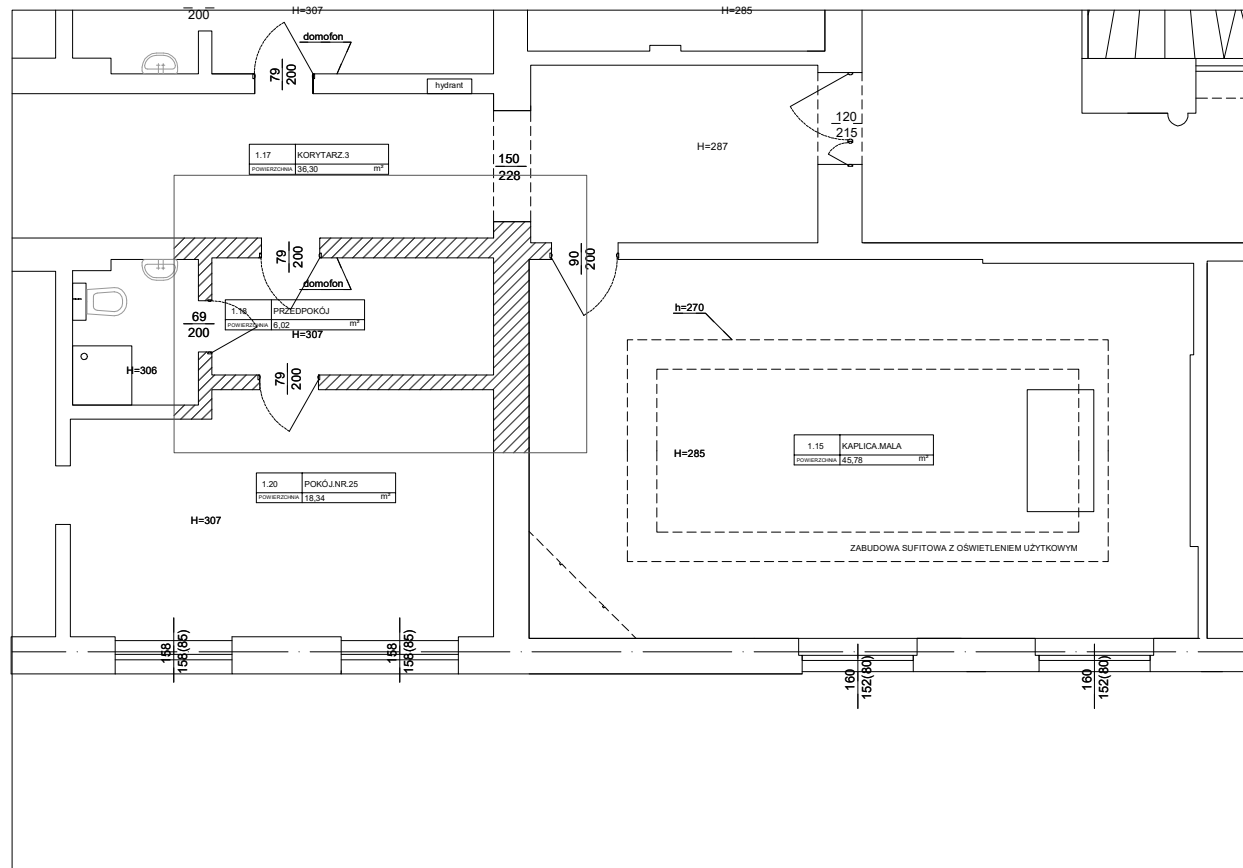 200
H=307
H=285
domofon
79
200
hydrant
120
215
H=287
1.17 KORYTARZ.3
POWIERZCHNIA 36,30 m²
150
228
79
200
90
200
domofon
1.18 PRZEDPOKÓJ
POWIERZCHNIA 6,02 m²
69
200
H=307
h=270
H=306
79
200
1.15 KAPLICA.MALA
POWIERZCHNIA 45,78 m²
H=285
1.20 POKÓJ.NR.25
POWIERZCHNIA 18,34 m²
H=307
ZABUDOWA SUFITOWA Z OŚWIETLENIEM UŻYTKOWYM
158
158(85)
158
158(85)
160
152(80)
160
152(80)